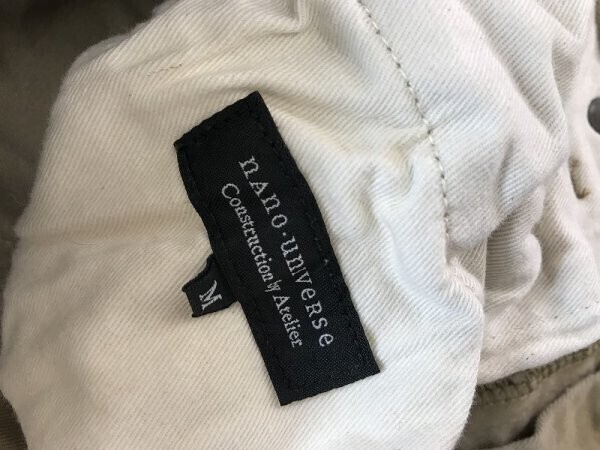 nAno·universe
Construction by Atelier
M